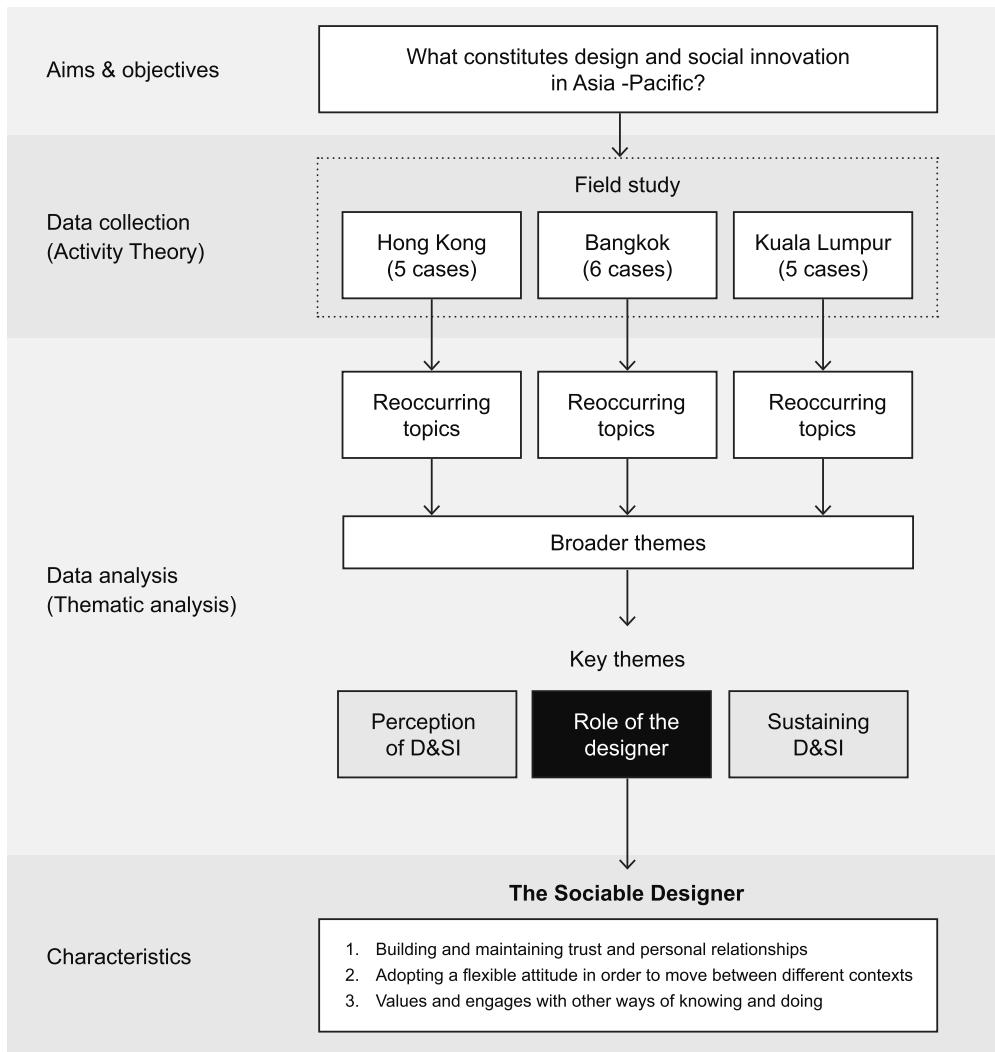 Aims & objectives
What constitutes design and social innovation
in Asia -Pacific?
Data collection
(Activity Theory)
Field study
Hong Kong
(5 cases)
Bangkok
(6 cases)
Kuala Lumpur
(5 cases)
Data analysis
(Thematic analysis)
Reoccurring
topics
Reoccurring
topics
Reoccurring
topics
Broader themes
Key themes
Perception
of D&SI
Role of the
designer
Sustaining
D&SI
Characteristics
The Sociable Designer
1. Building and maintaining trust and personal relationships
2. Adopting a flexible attitude in order to move between different contexts
3. Values and engages with other ways of knowing and doing